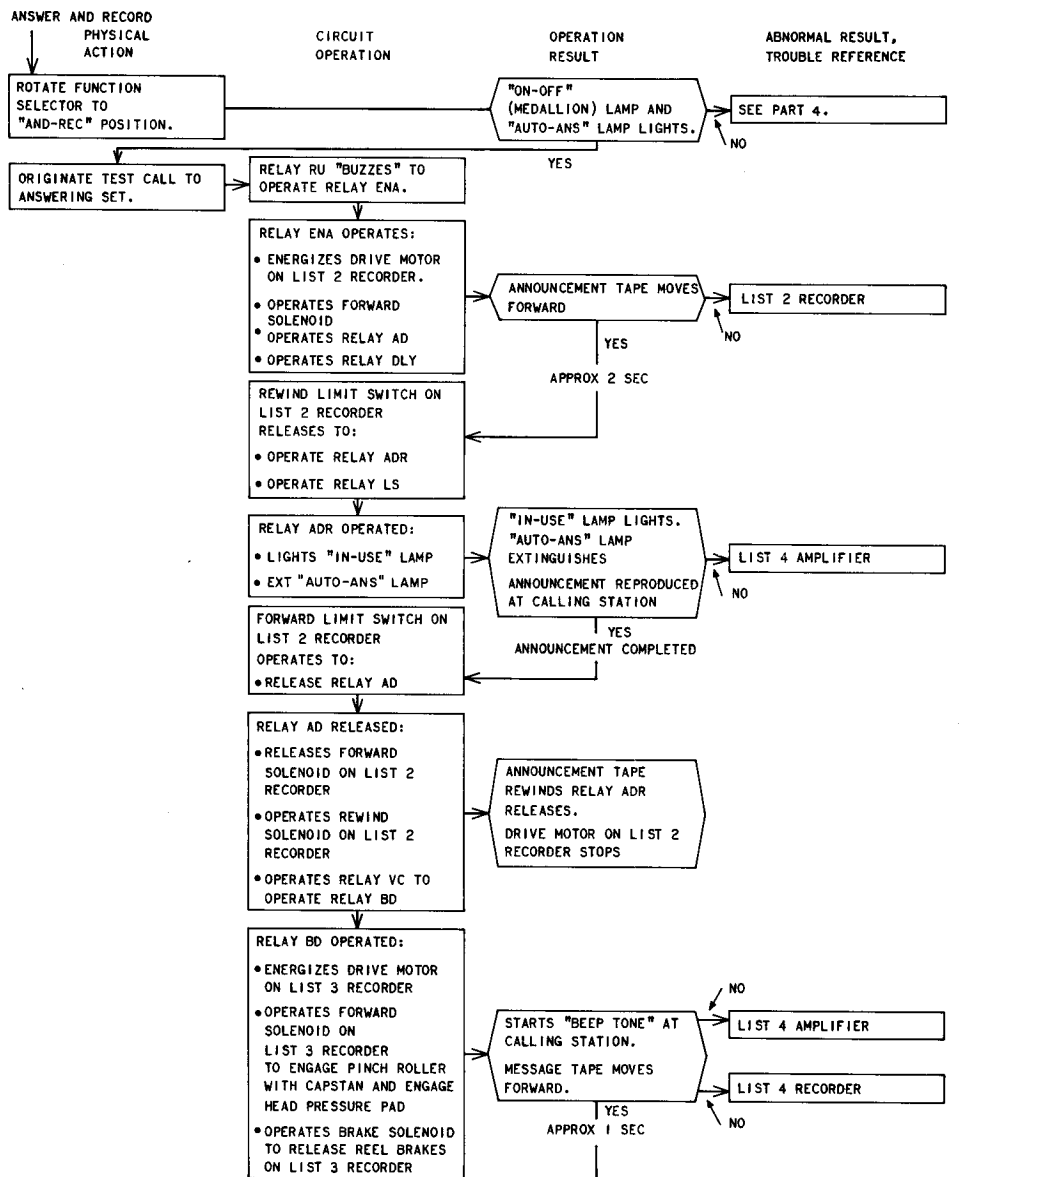 ANSWER AND RECORD
PHYSICAL
ACTION
CIRCUIT
OPERATION
OPERATION
RESULT
ABNORMAL RESULT,
TROUBLE REFERENCE
ROTATE FUNCTION
SELECTOR TO
"AND-REC" POSITION.
"ON-OFF"
(MEDALLION) LAMP AND
"AUTO-ANS" LAMP LIGHTS.
SEE PART 4.
NO
YES
ORIGINATE TEST CALL TO
ANSWERING SET.
RELAY RU "BUZZES" TO
OPERATE RELAY ENA.
RELAY ENA OPERATES:
• ENERGIZES DRIVE MOTOR
ON LIST 2 RECORDER.
• OPERATES FORWARD
SOLENOID
• OPERATES RELAY AD
• OPERATES RELAY DLY
ANNOUNCEMENT TAPE MOVES
FORWARD
LIST 2 RECORDER
NO
YES
APPROX 2 SEC
REWIND LIMIT SWITCH ON
LIST 2 RECORDER
RELEASES TO:
• OPERATE RELAY ADR
• OPERATE RELAY LS
RELAY ADR OPERATED:
• LIGHTS "IN-USE" LAMP
• EXT "AUTO-ANS" LAMP
"IN-USE" LAMP LIGHTS.
"AUTO-ANS" LAMP
EXTINGUISHES
ANNOUNCEMENT REPRODUCED
AT CALLING STATION
LIST 4 AMPLIFIER
NO
YES
ANNOUNCEMENT COMPLETED
FORWARD LIMIT SWITCH ON
LIST 2 RECORDER
OPERATES TO:
• RELEASE RELAY AD
RELAY AD RELEASED:
• RELEASES FORWARD
SOLENOID ON LIST 2
RECORDER
• OPERATES REWIND
SOLENOID ON LIST 2
RECORDER
• OPERATES RELAY VC TO
OPERATE RELAY BD
ANNOUNCEMENT TAPE
REWINDS RELAY ADR
RELEASES.
DRIVE MOTOR ON LIST 2
RECORDER STOPS
RELAY BD OPERATED:
• ENERGIZES DRIVE MOTOR
ON LIST 3 RECORDER
• OPERATES FORWARD
SOLENOID ON
LIST 3 RECORDER
TO ENGAGE PINCH ROLLER
WITH CAPSTAN AND ENGAGE
HEAD PRESSURE PAD
• OPERATES BRAKE SOLENOID
TO RELEASE REEL BRAKES
ON LIST 3 RECORDER
STARTS "BEEP TONE" AT
CALLING STATION.
MESSAGE TAPE MOVES
FORWARD.
NO
LIST 4 AMPLIFIER
LIST 4 RECORDER
NO
YES
APPROX 1 SEC